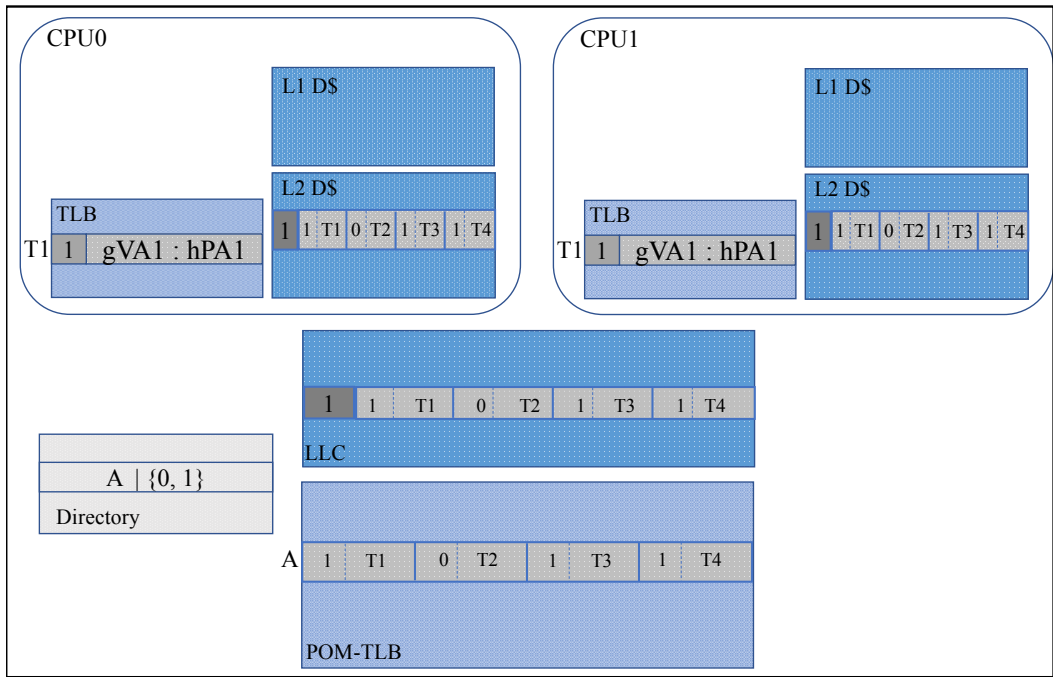 CPU0
L1 D$
L2 D$
1 1 T1 0 T2 1 T3 1 T4
TLB
T1 1 gVA1 : hPA1
CPU1
L1 D$
L2 D$
1 1 T1 0 T2 1 T3 1 T4
TLB
T1 1 gVA1 : hPA1
1 1 T1 0 T2 1 T3 1 T4
LLC
A | {0, 1}
Directory
A 1 T1 0 T2 1 T3 1 T4
POM-TLB